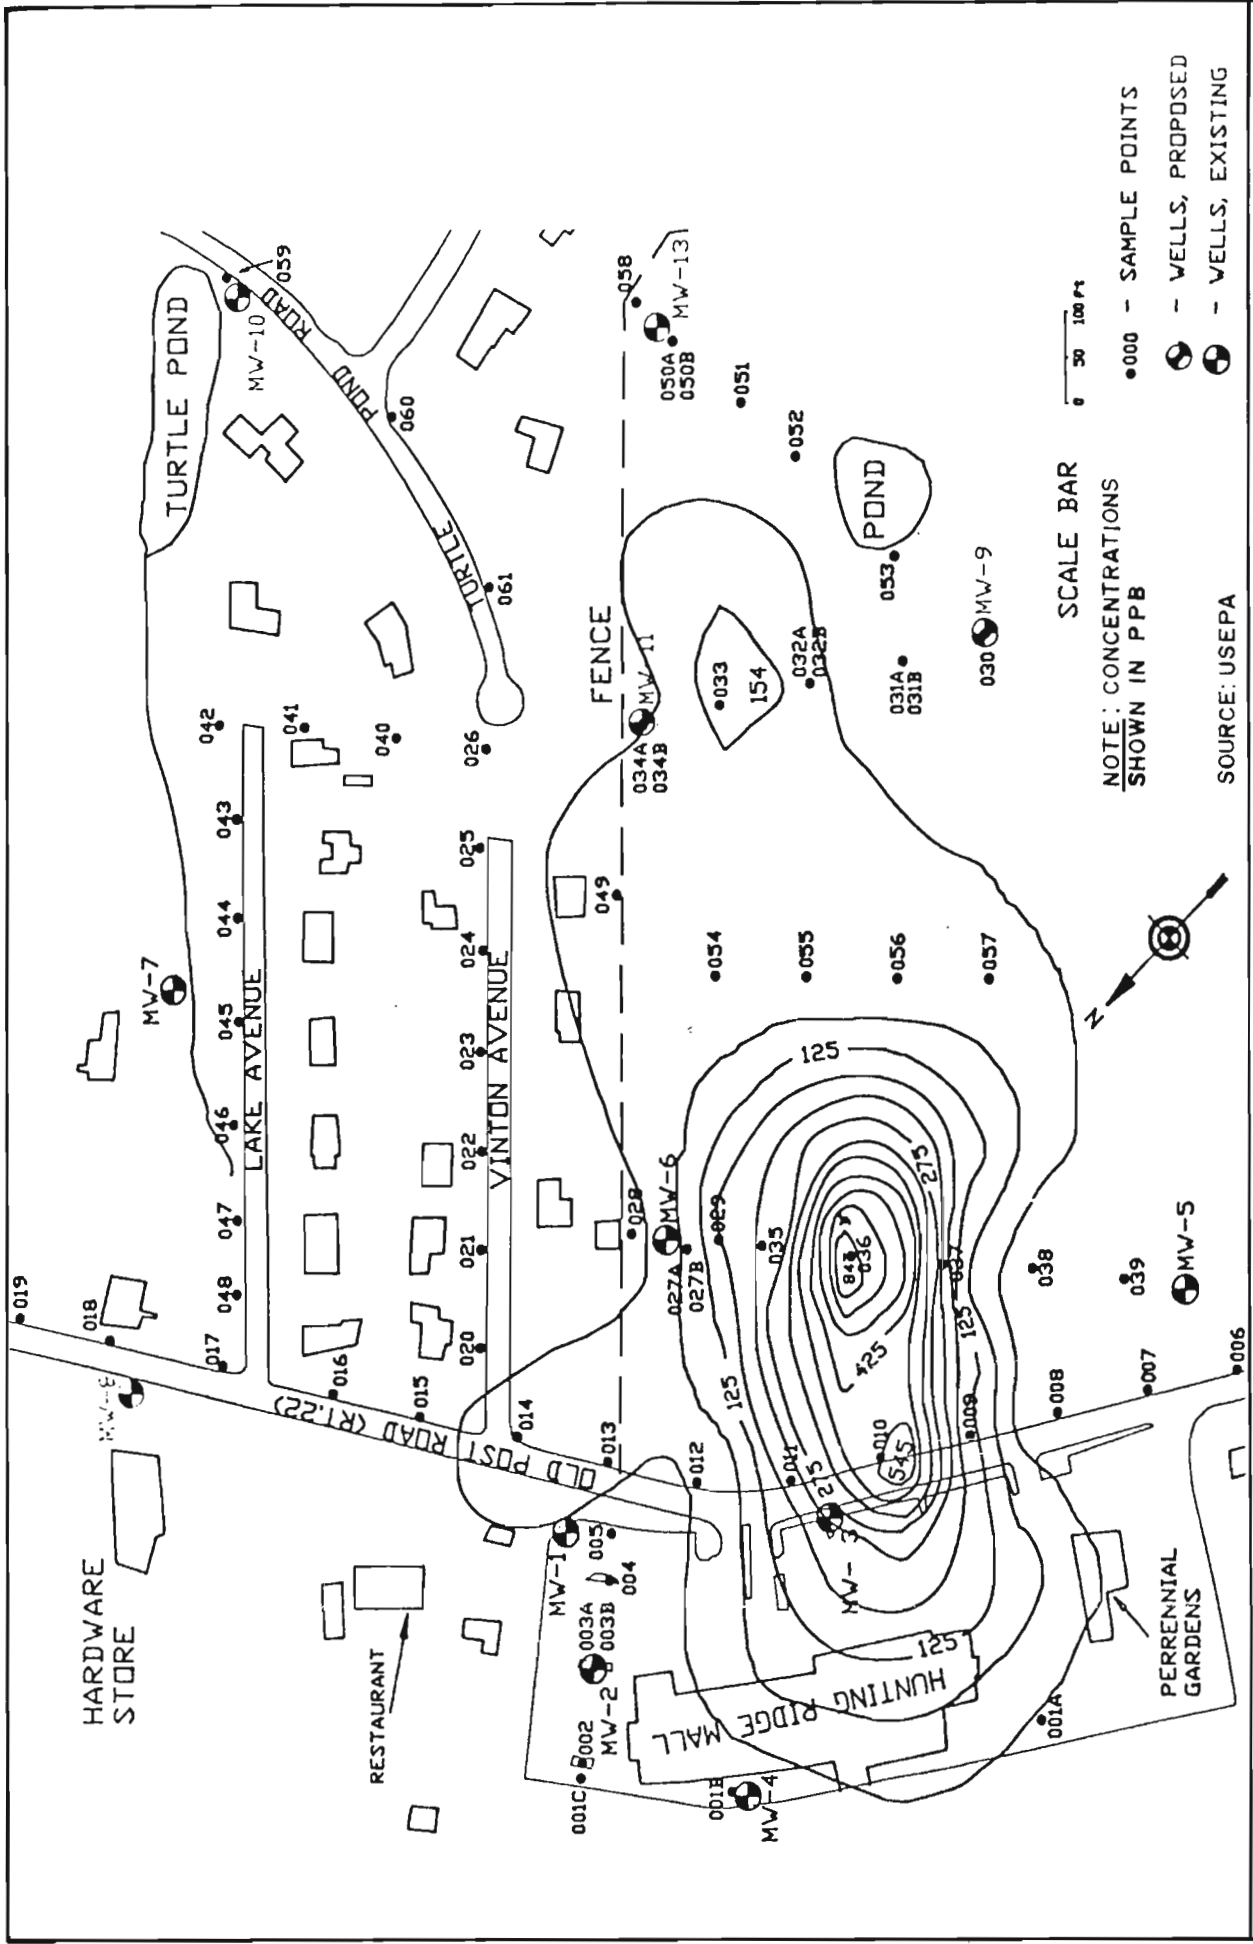 TURTLE POND
059
MW-10
TURTLE POND ROAD
060
061
058
MW-13
050A
050B
051
052
POND
053
MW-9
030
031A
031B
032A
032B
033
154
FENCE
MW-11
034A
034B
042
041
040
026
043
044
045
046
047
048
LAKE AVENUE
MW-7
019
018
017
016
015
014
013
012
011
010
009
008
007
006
OLD POST ROAD (RT.22)
025
024
023
022
021
020
VINTON AVENUE
049
054
055
056
057
028
MW-6
027A
027B
029
035
036
037
038
039
MW-5
125
275
843
425
545
125
125
275
125
HARDWARE
STORE
RESTAURANT
MW-1
005
004
003A
003B
MW-2
002
001C
001B
MW-4
001A
MW-3
HUNTING RIDGE MALL
PERRENNIAL
GARDENS
N
0 50 100 Ft
SCALE BAR
●000 - SAMPLE POINTS
- WELLS, PROPOSED
- WELLS, EXISTING
NOTE: CONCENTRATIONS
SHOWN IN PPB
SOURCE: USEPA